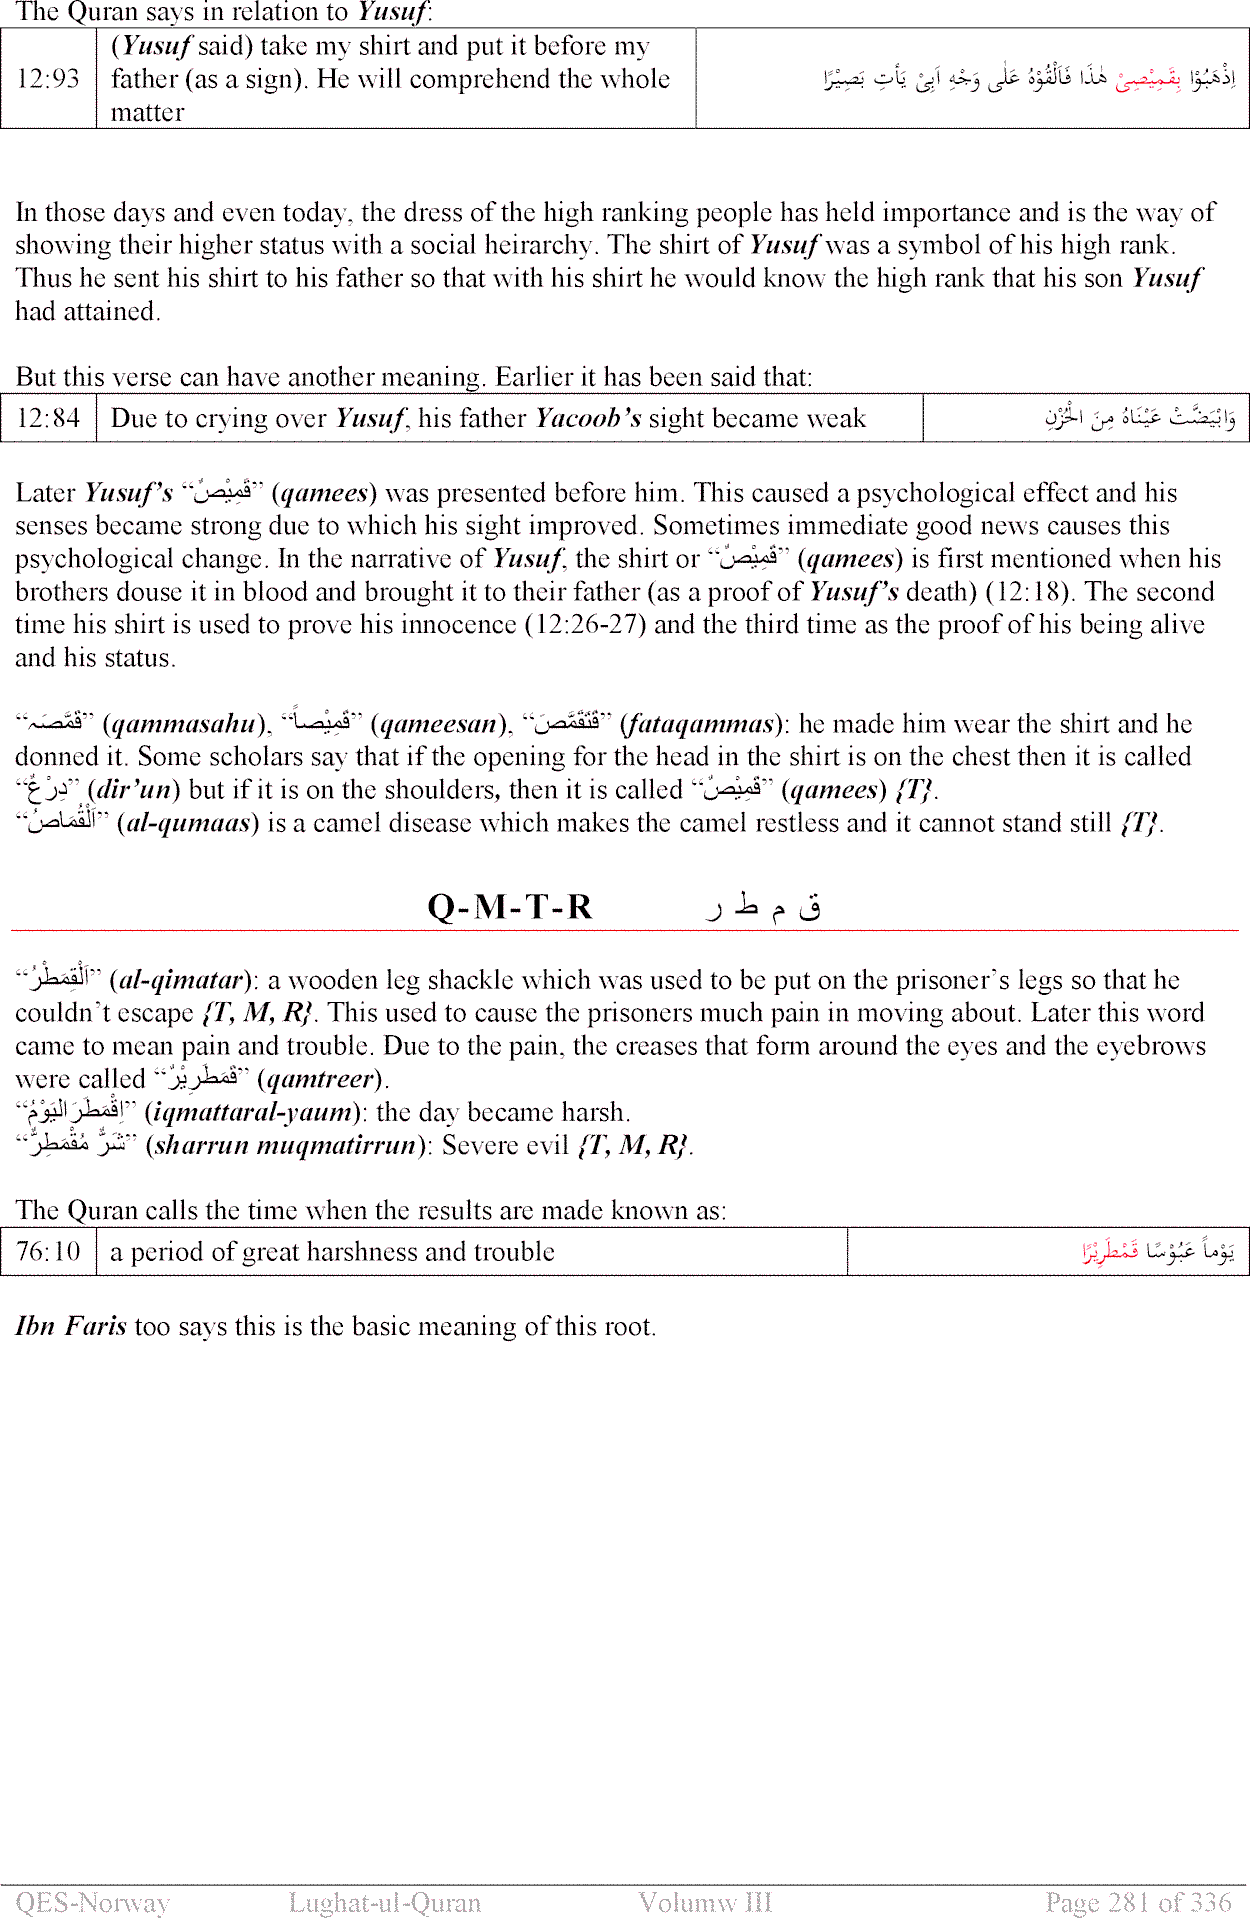 The Quran says in relation to Yusuf:
(Yusuf said) take my shirt and put it before my
12:93 father (as a sign). He will comprehend the whole اِذْهَبُوْا بِقَمِيْصِىْ هٰذَا فَاَلْقُوْهُ عَلٰى وَجْهِ اَبِىْ يَأتِ بَصِيْرًا
matter
In those days and even today, the dress of the high ranking people has held importance and is the way of
showing their higher status with a social heirarchy. The shirt of Yusuf was a symbol of his high rank.
Thus he sent his shirt to his father so that with his shirt he would know the high rank that his son Yusuf
had attained.
But this verse can have another meaning. Earlier it has been said that:
12:84 Due to crying over Yusuf, his father Yacoob’s sight became weak وَابْيَضَّتْ عَيْنَاهُ مِنَ الْحُزْنِ
Later Yusuf’s “قَمِيْصٌ” (qamees) was presented before him. This caused a psychological effect and his
senses became strong due to which his sight improved. Sometimes immediate good news causes this
psychological change. In the narrative of Yusuf, the shirt or “قَمِيْصٌ” (qamees) is first mentioned when his
brothers douse it in blood and brought it to their father (as a proof of Yusuf’s death) (12:18). The second
time his shirt is used to prove his innocence (12:26-27) and the third time as the proof of his being alive
and his status.
“قَمَّصَہ” (qammasahu), “قَمِيْصاً” (qameesan), “فَتَقَمَّصَ” (fataqammas): he made him wear the shirt and he
donned it. Some scholars say that if the opening for the head in the shirt is on the chest then it is called
“دِرْعٌ” (dir’un) but if it is on the shoulders, then it is called “قَمِيْصٌ” (qamees) {T}.
“اَلْقُمَاصُ” (al-qumaas) is a camel disease which makes the camel restless and it cannot stand still {T}.
Q-M-T-R ق م ط ر
“اَلْقِمَطْرُ” (al-qimatar): a wooden leg shackle which was used to be put on the prisoner’s legs so that he
couldn’t escape {T, M, R}. This used to cause the prisoners much pain in moving about. Later this word
came to mean pain and trouble. Due to the pain, the creases that form around the eyes and the eyebrows
were called “قَمَطَرِيْرٌ” (qamtreer).
“اِقْمَطَرَ الْيَوْمُ” (iqmattaral-yaum): the day became harsh.
“شَرٌّ مُقْمَطِرٌّ” (sharrun muqmatirrun): Severe evil {T, M, R}.
The Quran calls the time when the results are made known as:
76:10 a period of great harshness and trouble يَوْماً عَبُوْسًا قَمْطَرِيْرًا
Ibn Faris too says this is the basic meaning of this root.
QES-Norway Lughat-ul-Quran Volumw III Page 281 of 336